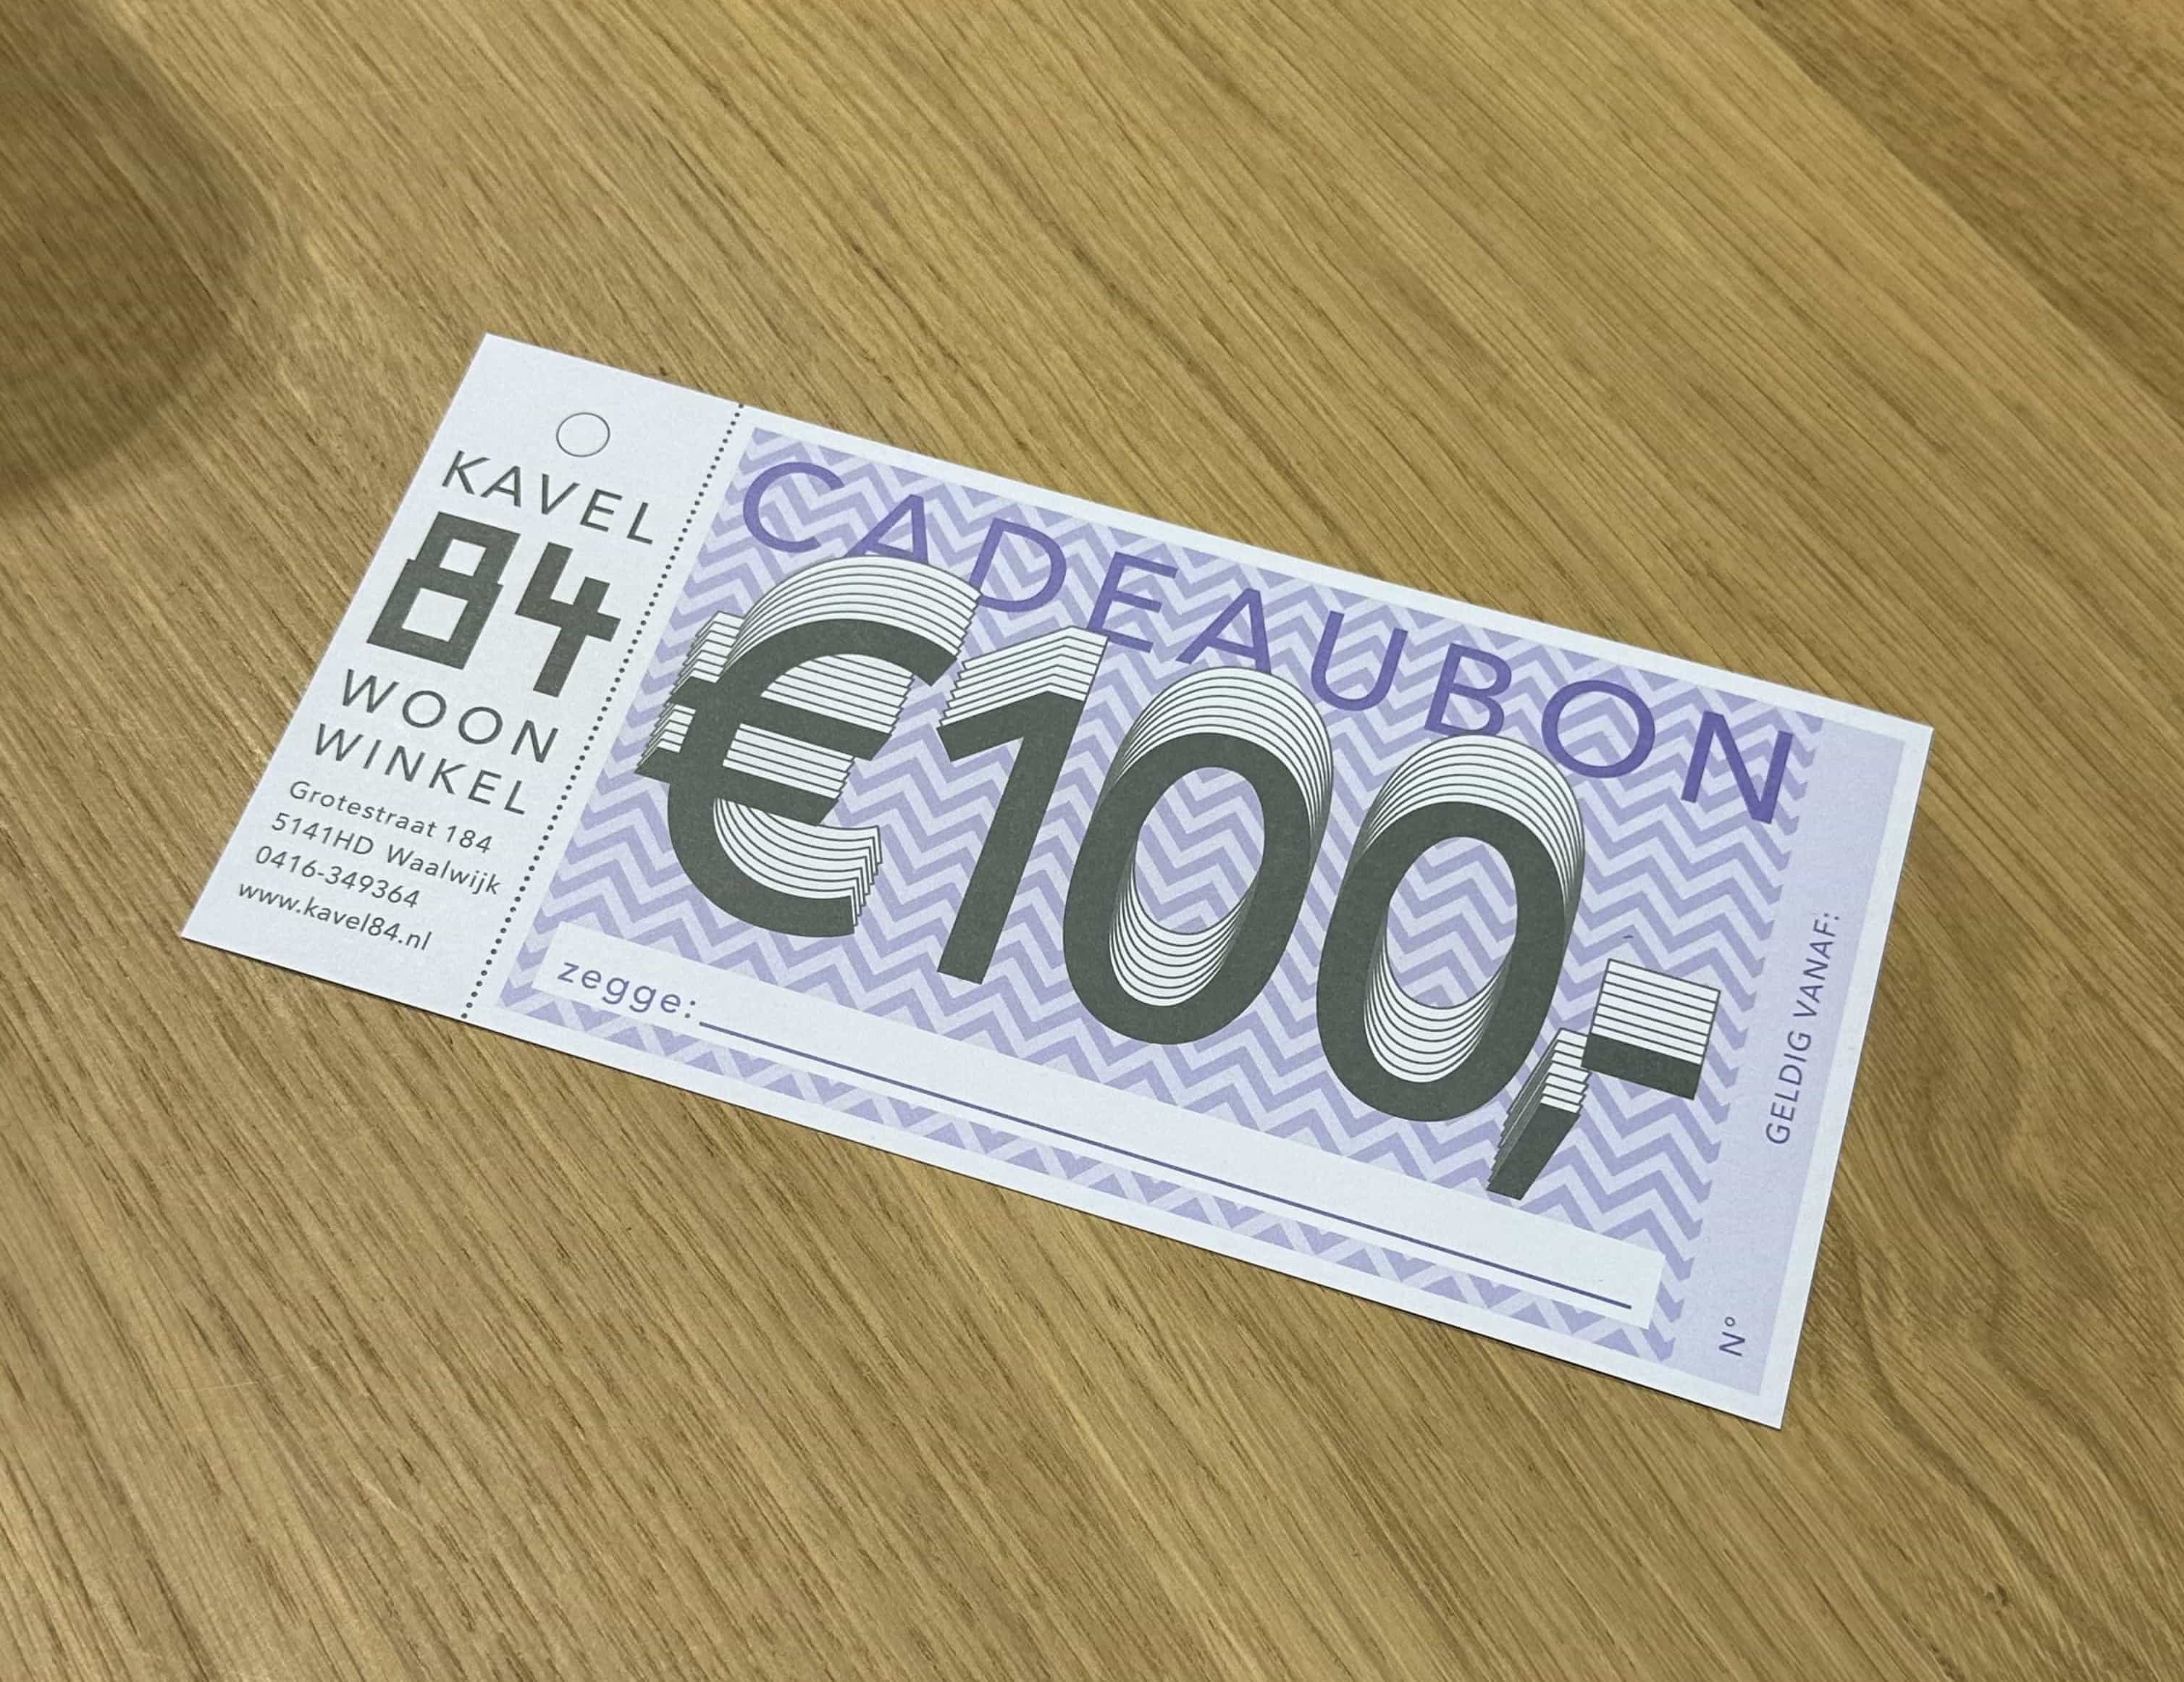 KAVEL
84
WOON
WINKEL
Grotestraat 184
5141HD Waalwijk
0416-349364
www.kavel84.nl
CADEAUBON
€100,-
zegge:
GELDIG VANAF:
N°